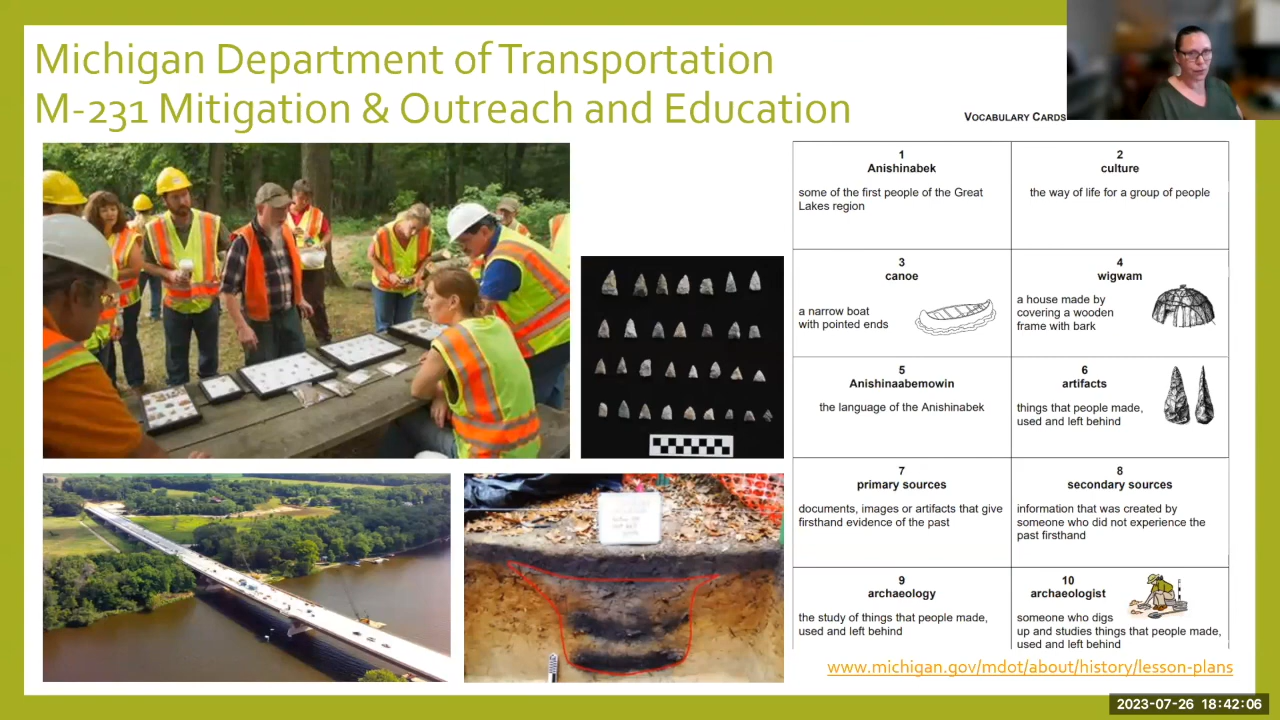 Michigan Department of Transportation
M-231 Mitigation & Outreach and Education
VOCABULARY CARDS
1
Anishinabek
some of the first people of the Great
Lakes region
2
culture
the way of life for a group of people
3
canoe
a narrow boat
with pointed ends
4
wigwam
a house made by
covering a wooden
frame with bark
5
Anishinaabemowin
the language of the Anishinabek
6
artifacts
things that people made,
used and left behind
7
primary sources
documents, images or artifacts that give
firsthand evidence of the past
8
secondary sources
information that was created by
someone who did not experience the
past firsthand
9
archaeology
the study of things that people made,
used and left behind
10
archaeologist
someone who digs
up and studies things that people made,
used and left behind
www.michigan.gov/mdot/about/history/lesson-plans
2023-07-26 18:42:06